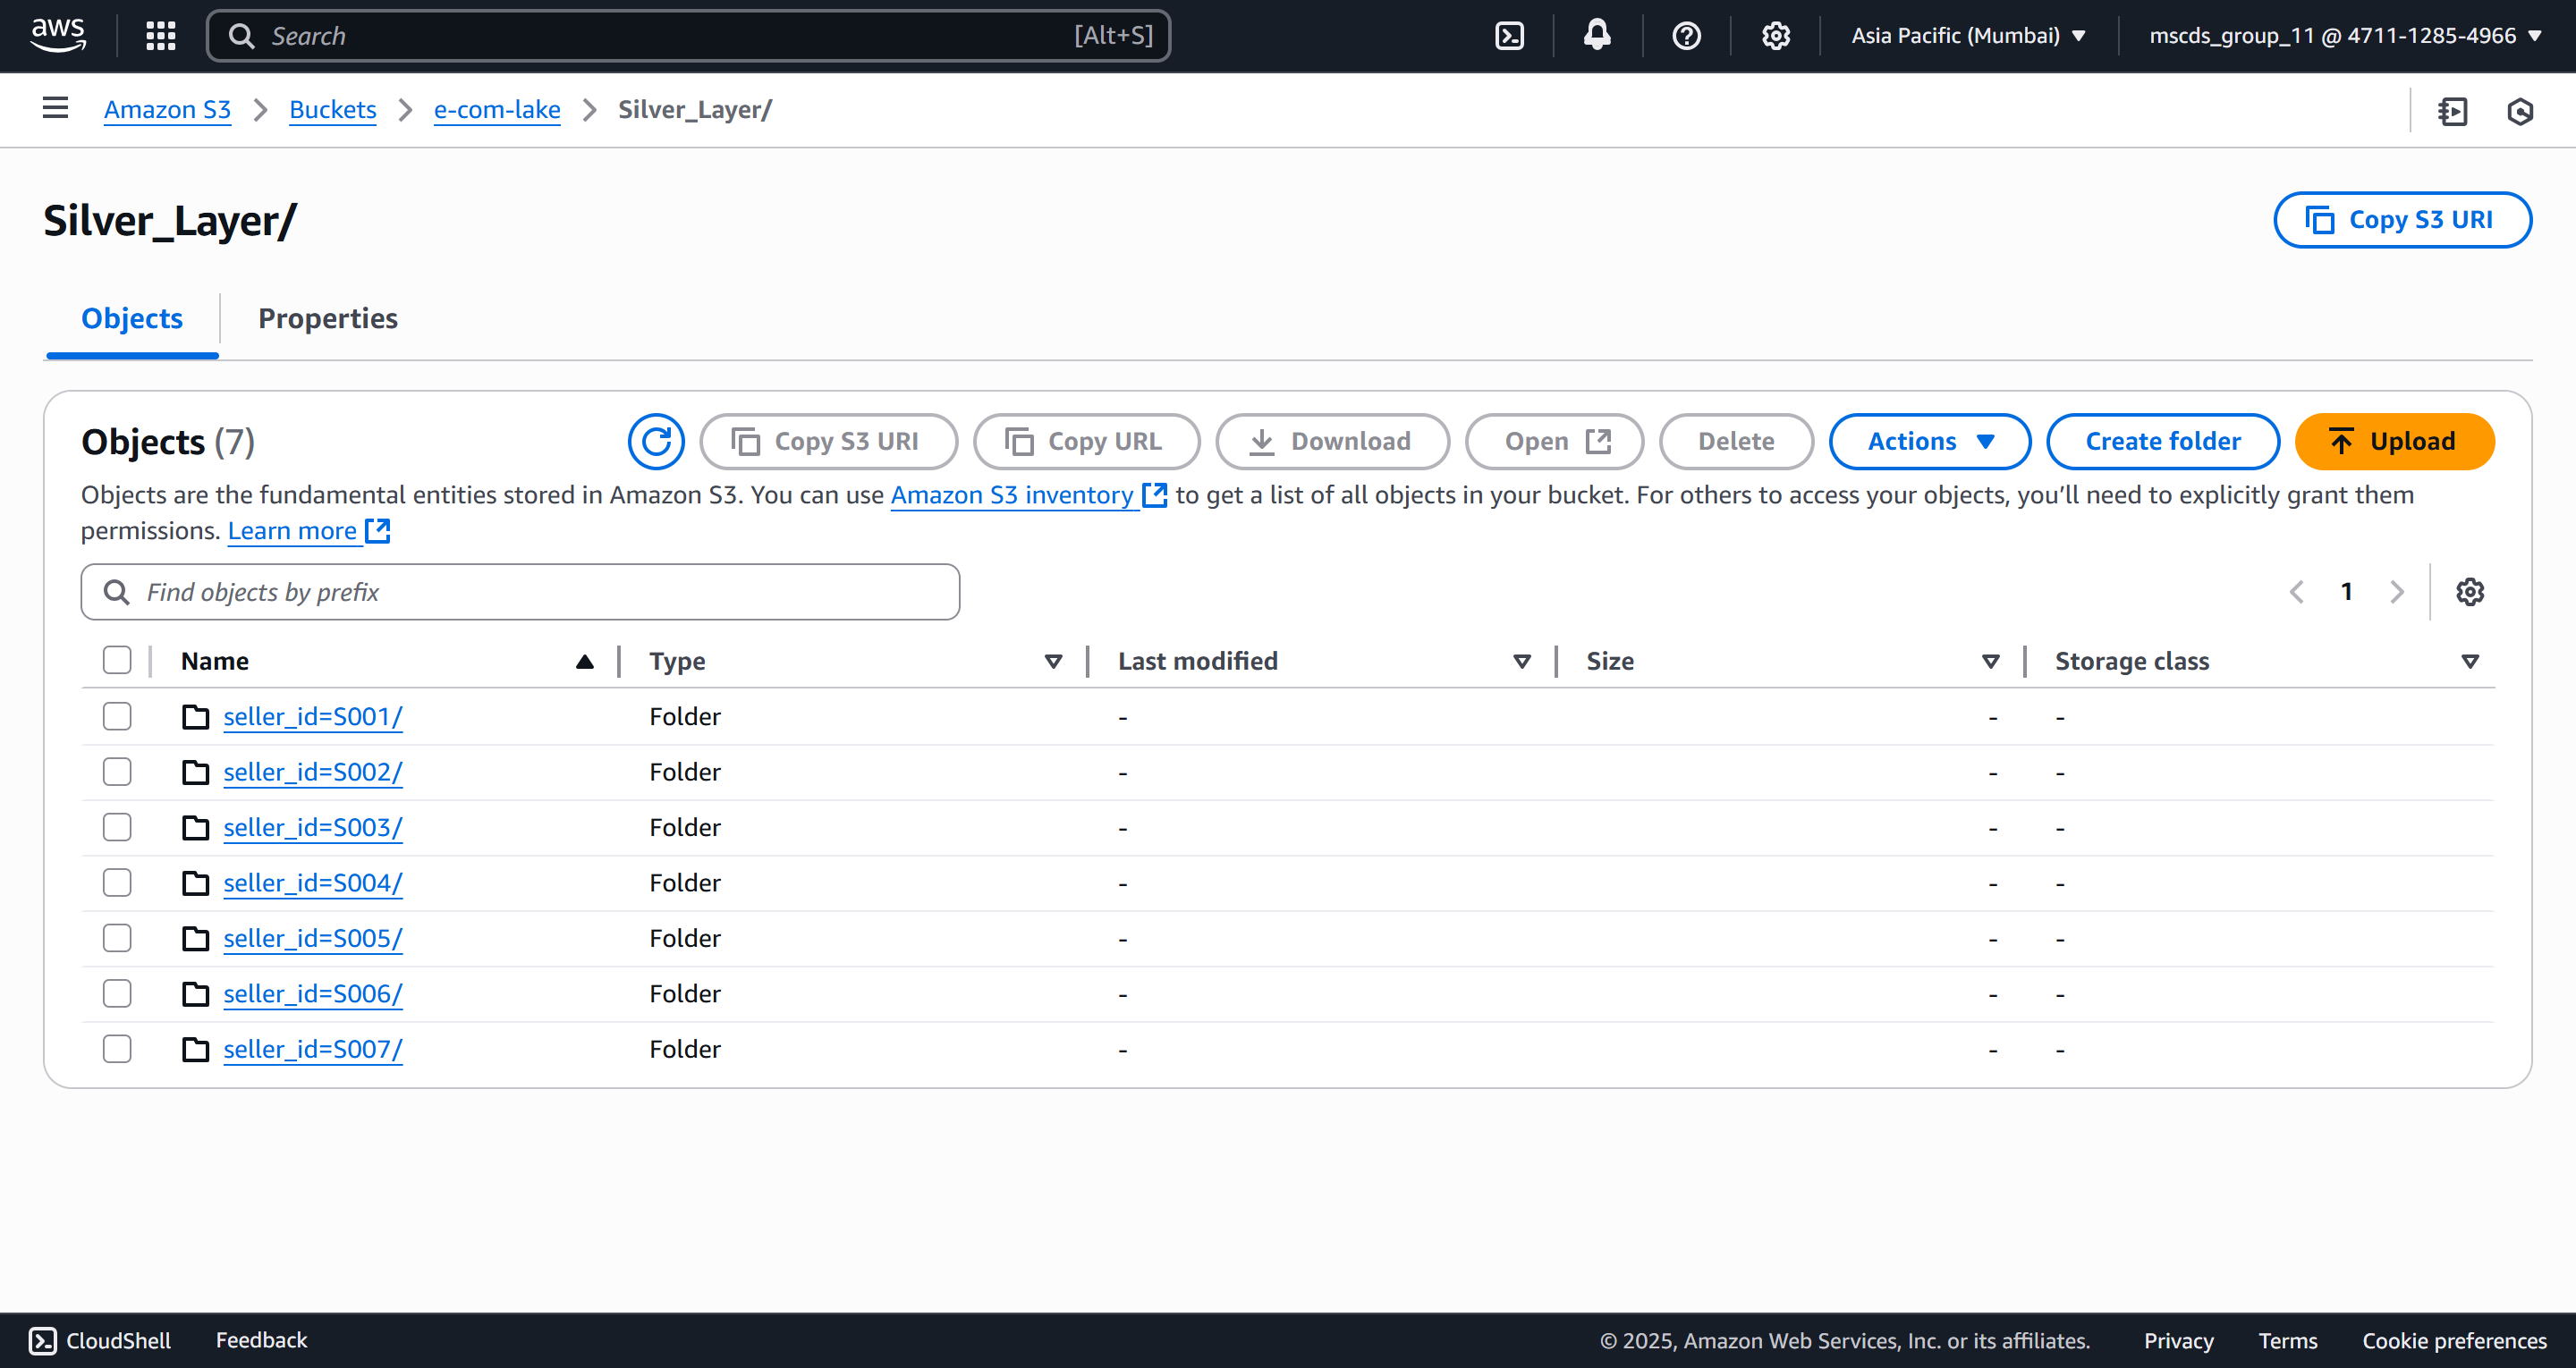 aws Search [Alt+S] Asia Pacific (Mumbai) mscds_group_11 @ 4711-1285-4966
Amazon S3 Buckets e-com-lake Silver_Layer/
Silver_Layer/ Copy S3 URI
Objects Properties
Objects (7) Copy S3 URI Copy URL Download Open Delete Actions Create folder Upload
Objects are the fundamental entities stored in Amazon S3. You can use Amazon S3 inventory to get a list of all objects in your bucket. For others to access your objects, you’ll need to explicitly grant them
permissions. Learn more
Find objects by prefix 1
Name Type Last modified Size Storage class
seller_id=S001/ Folder - - -
seller_id=S002/ Folder - - -
seller_id=S003/ Folder - - -
seller_id=S004/ Folder - - -
seller_id=S005/ Folder - - -
seller_id=S006/ Folder - - -
seller_id=S007/ Folder - - -
CloudShell Feedback © 2025, Amazon Web Services, Inc. or its affiliates. Privacy Terms Cookie preferences